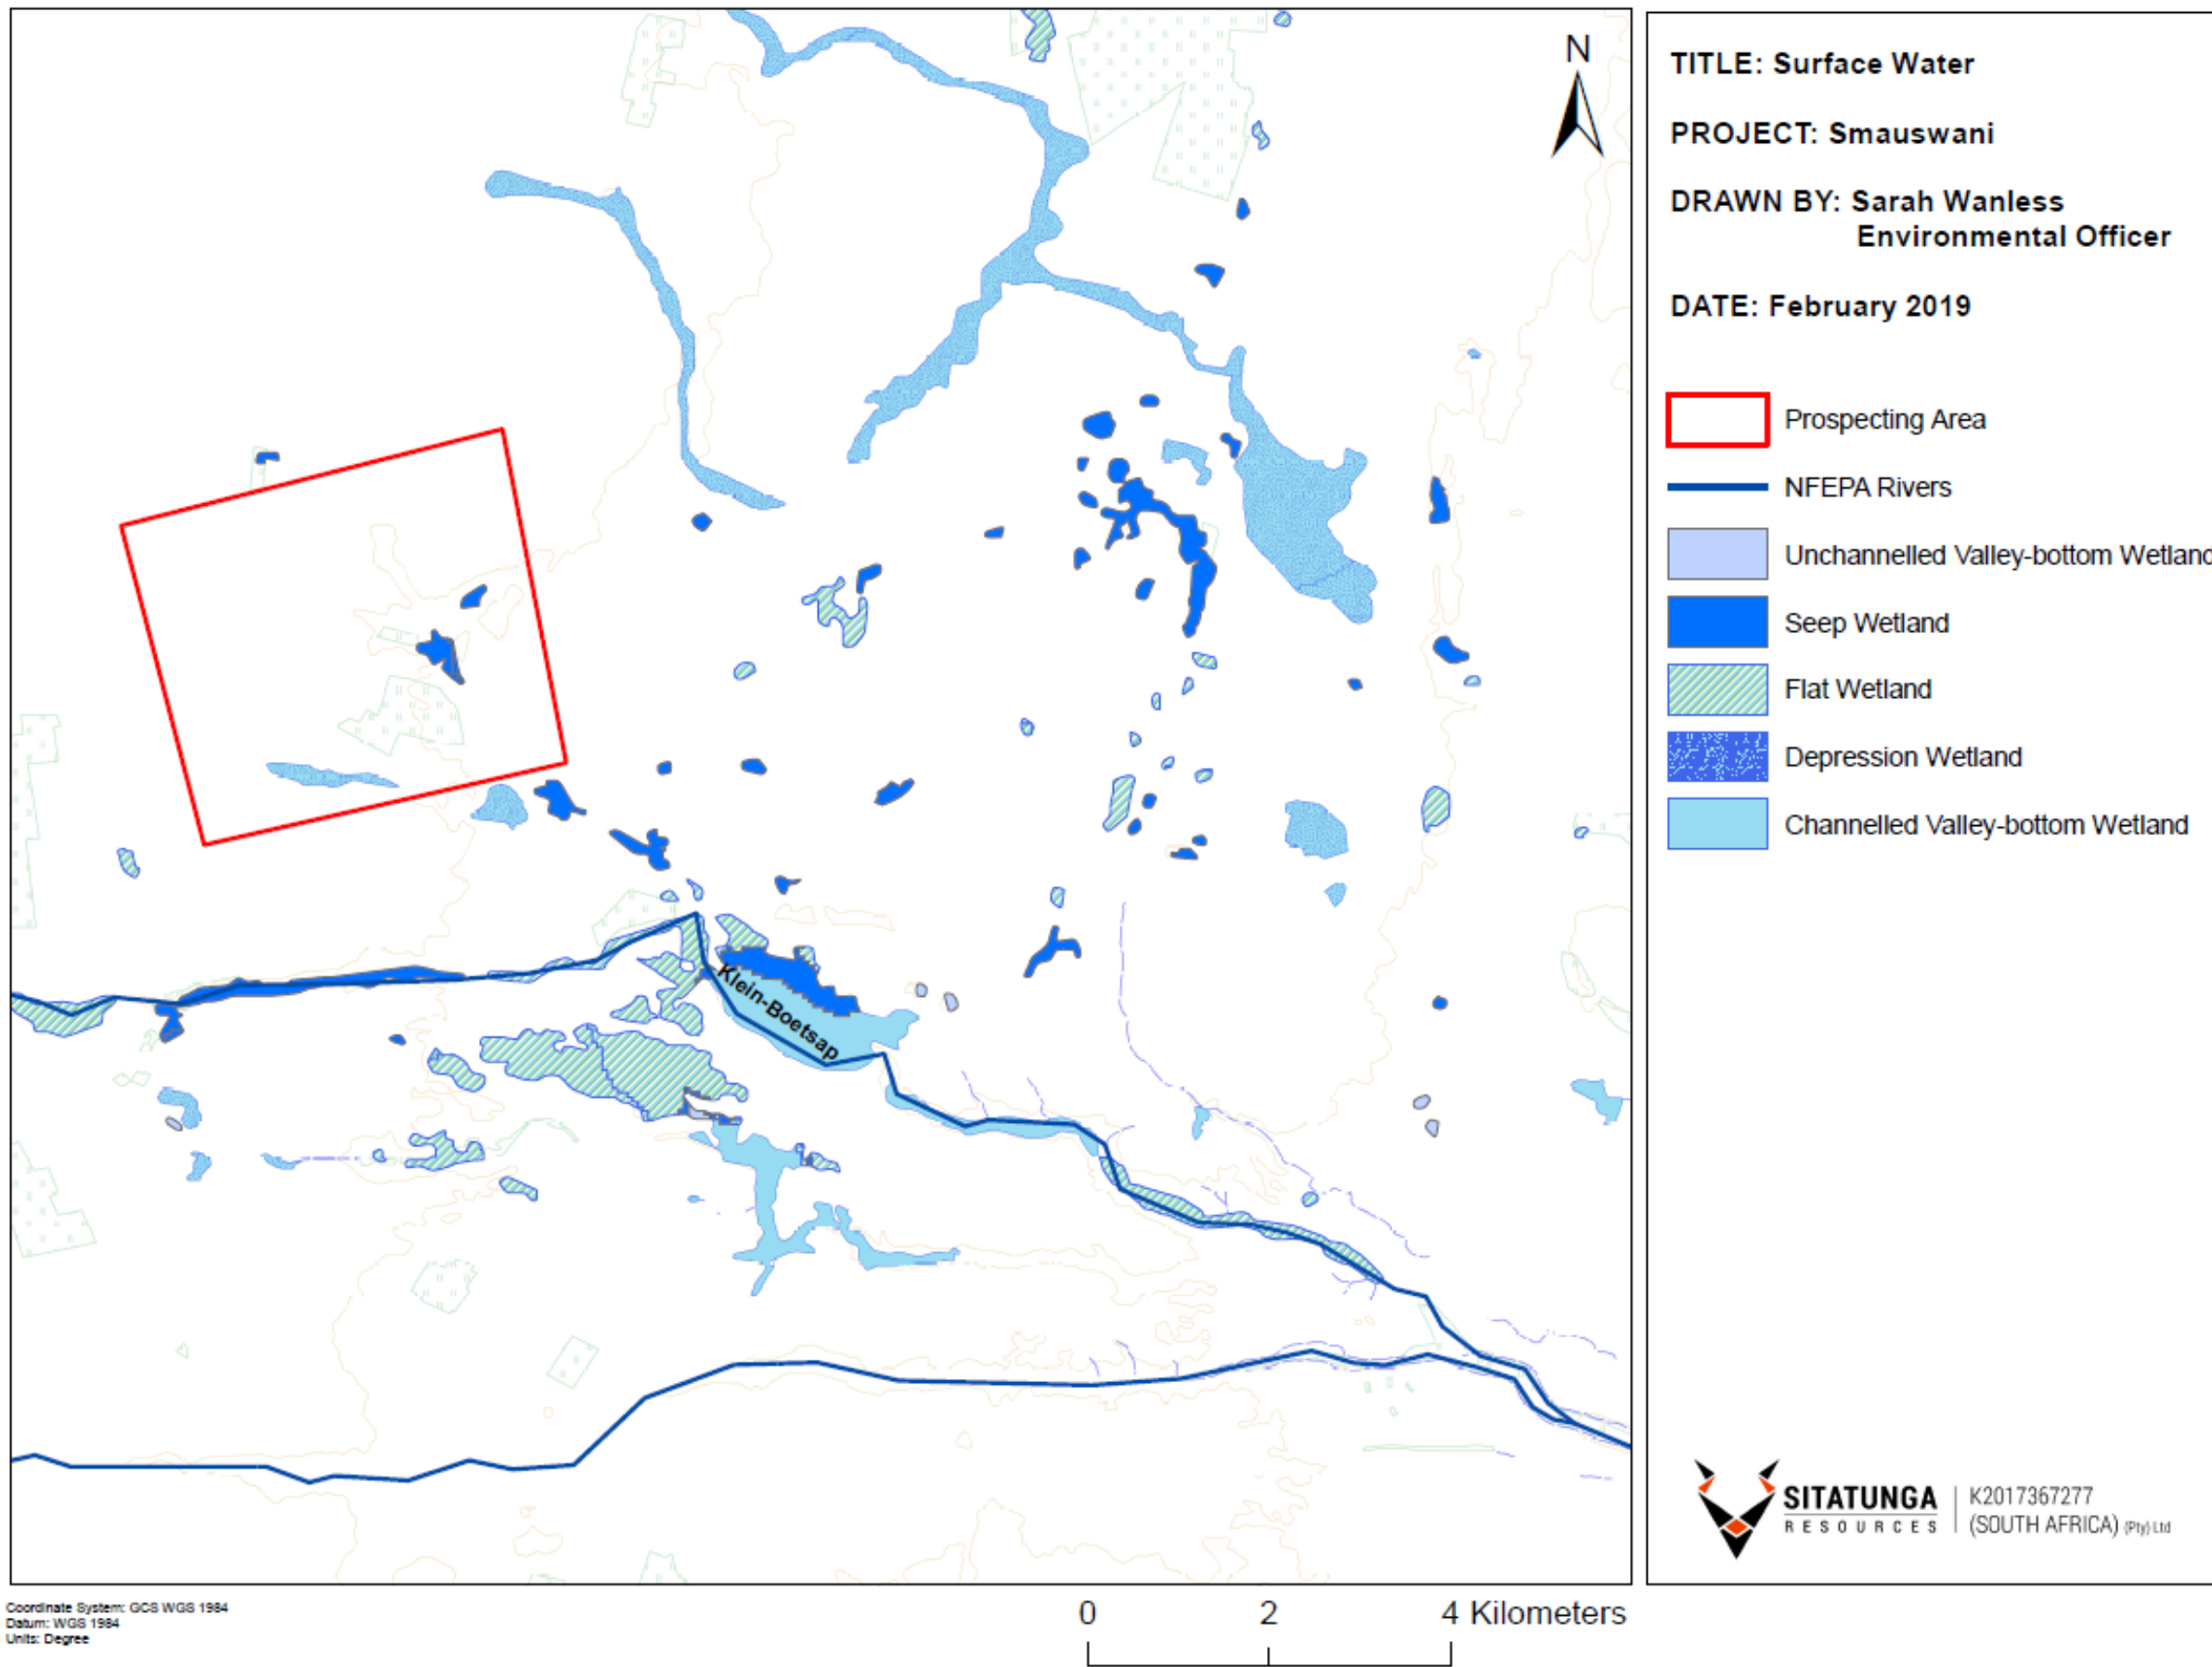 N
Klein-Boetsap
TITLE: Surface Water
PROJECT: Smauswani
DRAWN BY: Sarah Wanless
Environmental Officer
DATE: February 2019
Prospecting Area
NFEPA Rivers
Unchannelled Valley-bottom Wetland
Seep Wetland
Flat Wetland
Depression Wetland
Channelled Valley-bottom Wetland
SITATUNGA
RESOURCES
K2017367277
(SOUTH AFRICA) (Pty) Ltd
Coordinate System: GCS WGS 1984
Datum: WGS 1984
Units: Degree
0 2 4 Kilometers